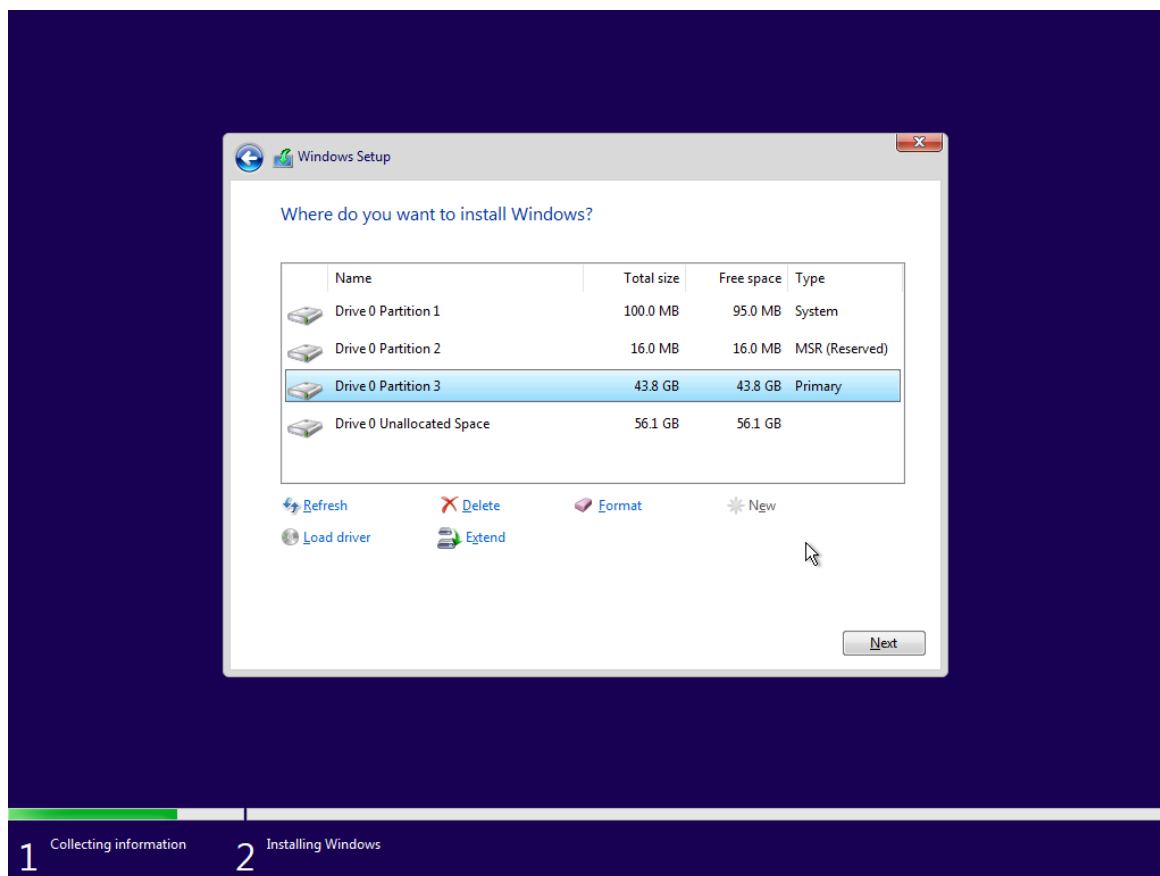 Windows Setup
Where do you want to install Windows?
Name Total size Free space Type
Drive 0 Partition 1 100.0 MB 95.0 MB System
Drive 0 Partition 2 16.0 MB 16.0 MB MSR (Reserved)
Drive 0 Partition 3 43.8 GB 43.8 GB Primary
Drive 0 Unallocated Space 56.1 GB 56.1 GB
Refresh Delete Format New
Load driver Extend
Next
1 Collecting information 2 Installing Windows